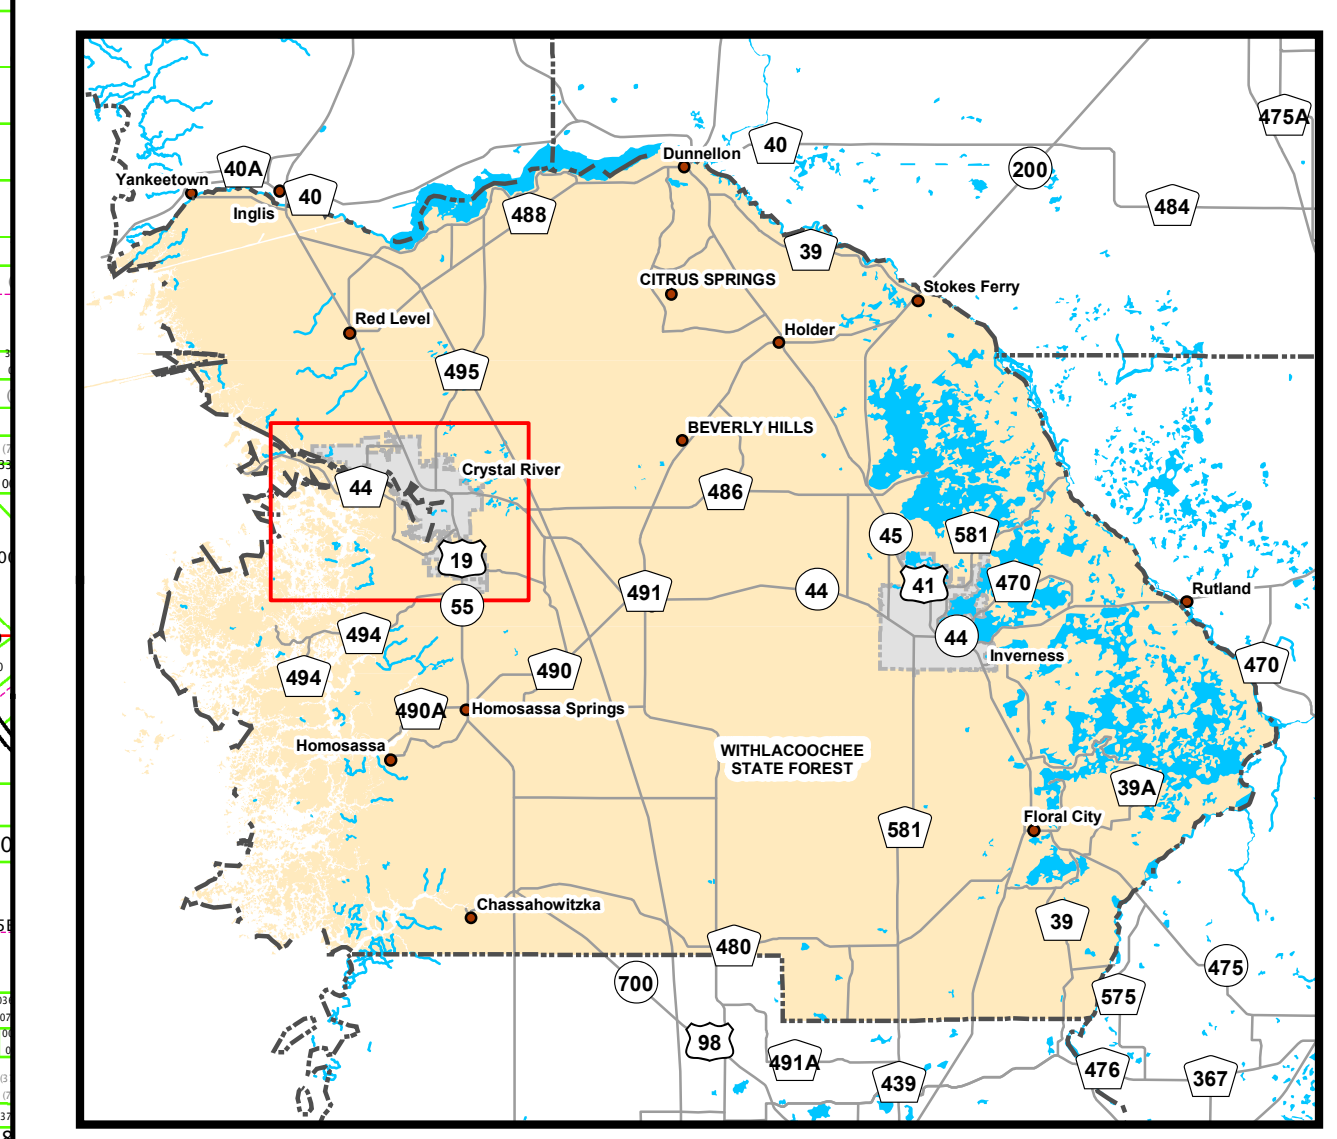 475A
40
Dunnellon
40A
200
Yankeetown
40
484
Inglis
488
39
CITRUS SPRINGS
Stokes Ferry
Red Level
Holder
495
BEVERLY HILLS
Crystal River
44
486
45
581
19
41
470
491
44
Rutland
55
494
44
Inverness
470
490
494
490A
Homosassa Springs
Homosassa
WITHLACOOCHEE
STATE FOREST
39A
Floral City
581
Chassahowitzka
39
480
475
700
575
98
491A
476
439
367